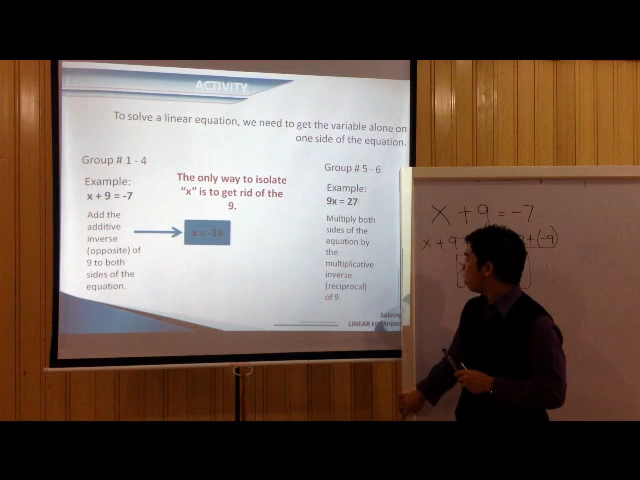 ACTIVITY
To solve a linear equation, we need to get the variable alone on
one side of the equation.
Group # 1 - 4
Example:
x + 9 = -7
Add the
additive
inverse
(opposite) of
9 to both
sides of the
equation.
The only way to isolate
“x” is to get rid of the
9.
x = -16
Group # 5 - 6
Example:
9x = 27
Multiply both
sides of the
equation by
the
multiplicative
inverse
(reciprocal)
of 9.
Solving
LINEAR EQUATIONS
x + 9 = -7
x + 9 + (-9)